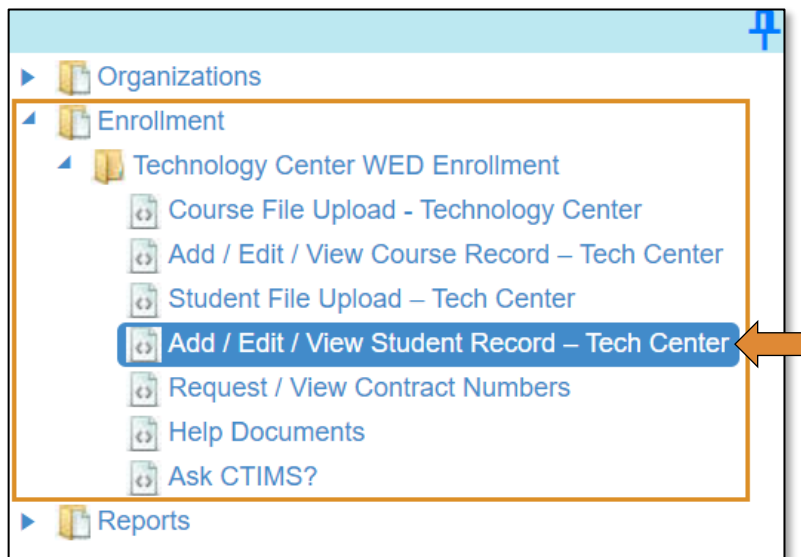 Organizations
Enrollment
Technology Center WED Enrollment
Course File Upload - Technology Center
Add / Edit / View Course Record – Tech Center
Student File Upload – Tech Center
Add / Edit / View Student Record – Tech Center
Request / View Contract Numbers
Help Documents
Ask CTIMS?
Reports